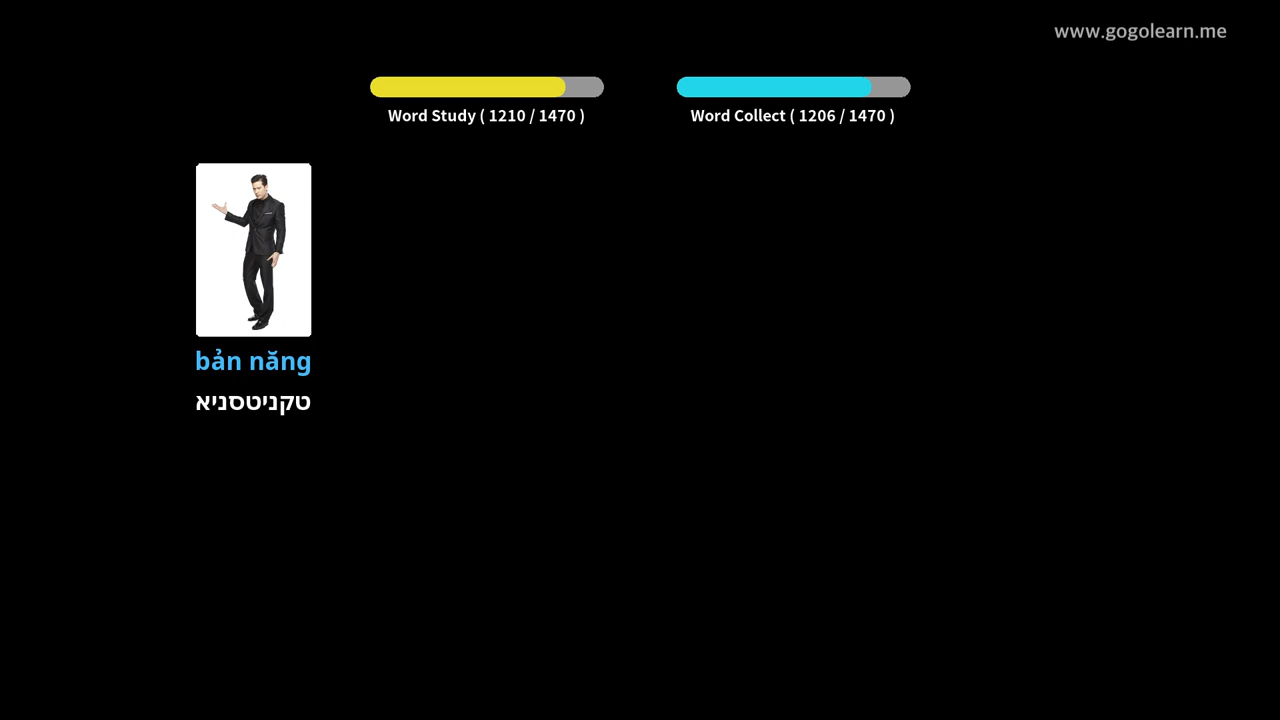 www.gogolearn.me
Word Study ( 1210 / 1470 )
Word Collect ( 1206 / 1470 )
bản năng
טקניטסניא